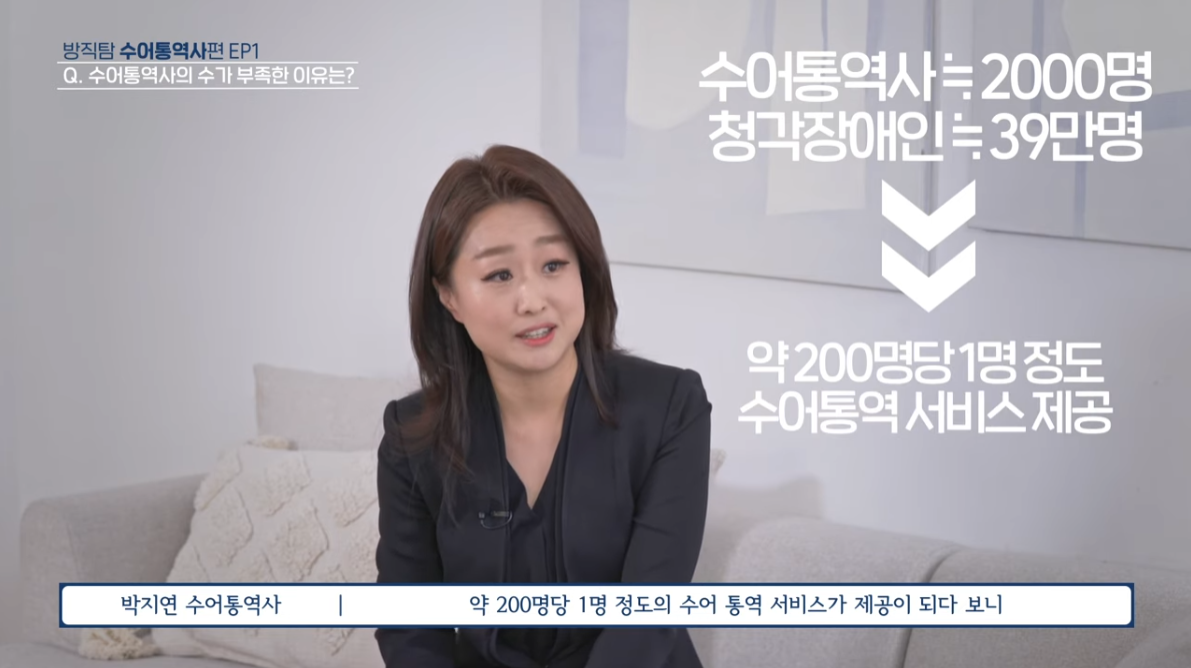 방직탐 수어통역사편 EP1
Q. 수어통역사의 수가 부족한 이유는?
수어통역사 ≒ 2000명
청각장애인 ≒ 39만명
약 200명당 1명 정도
수어통역 서비스 제공
박지연 수어통역사 | 약 200명당 1명 정도의 수어 통역 서비스가 제공이 되다 보니